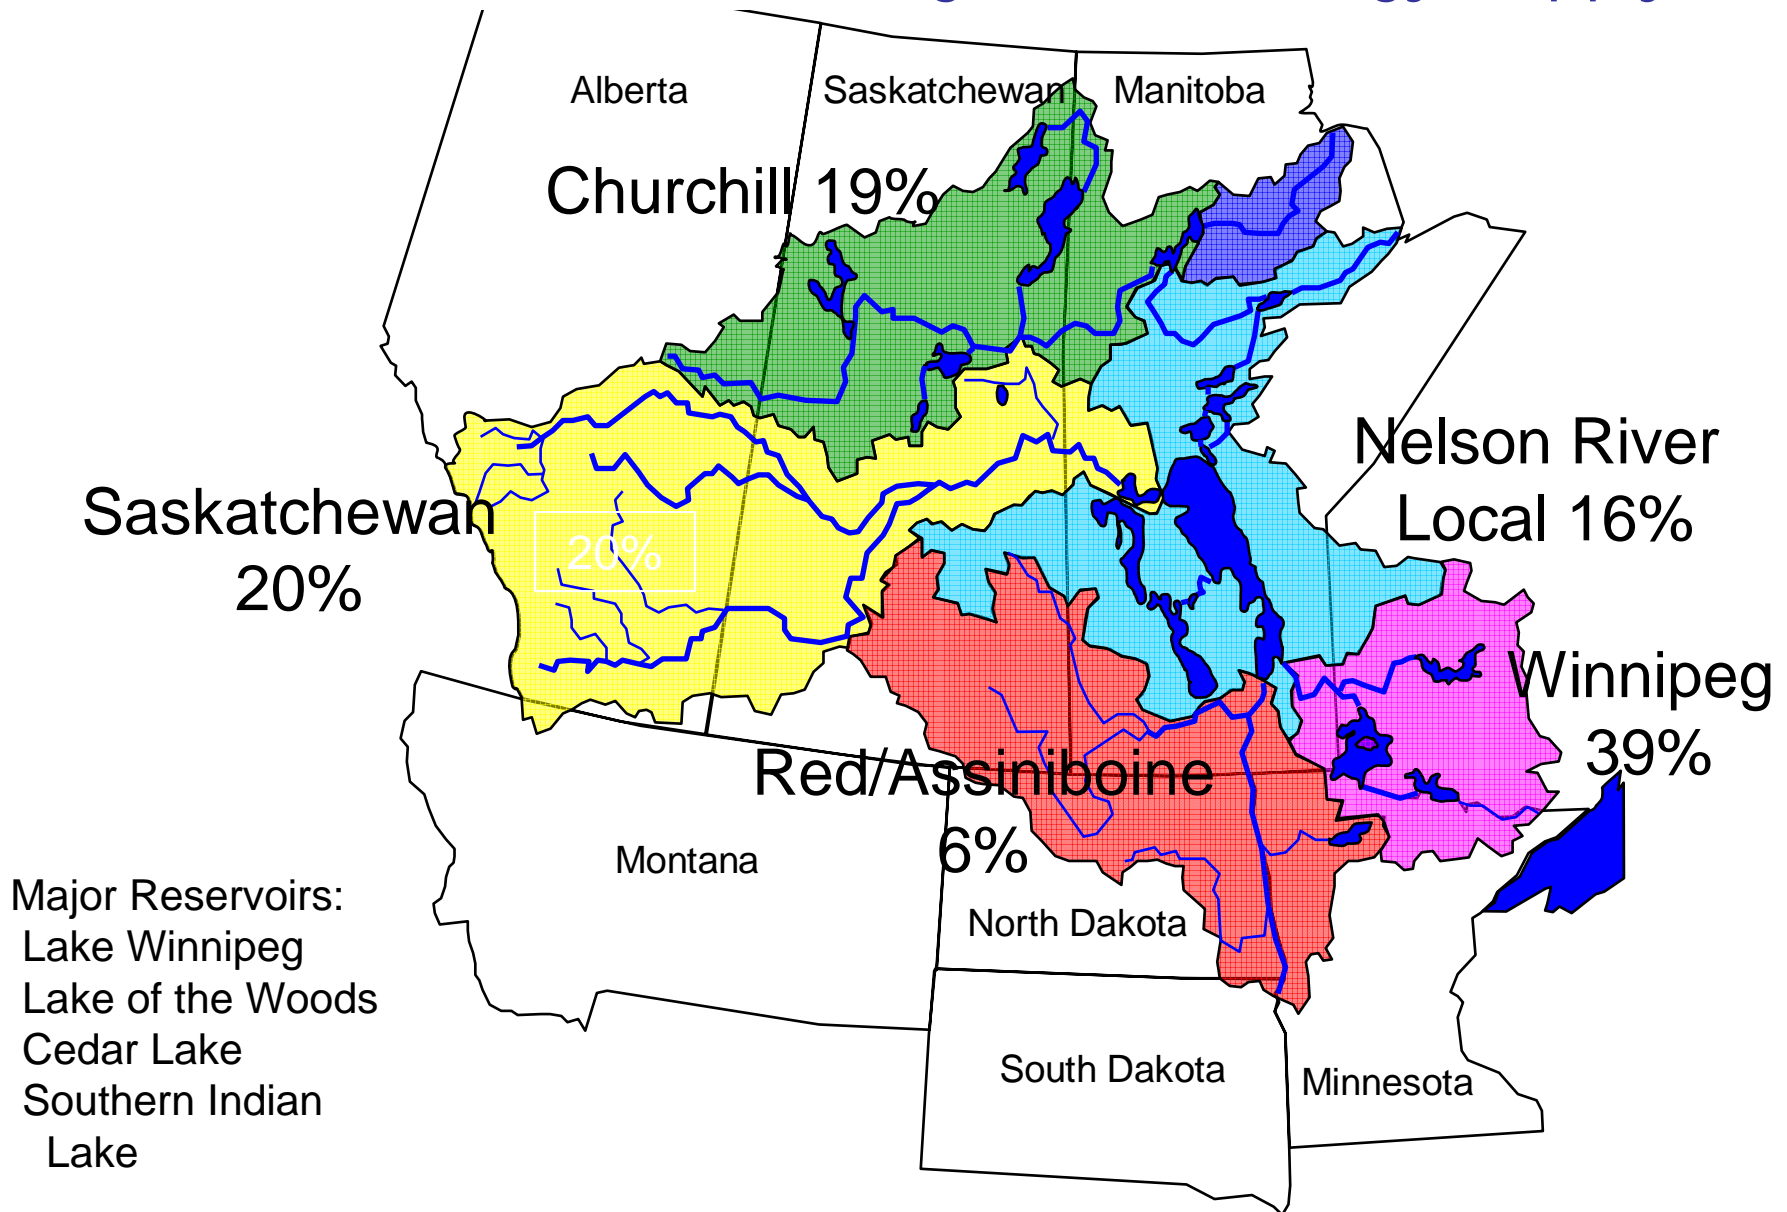 Alberta
Saskatchewan
Manitoba
Churchill 19%
Nelson River
Local 16%
Saskatchewan
20%
20%
Winnipeg
39%
Red/Assiniboine
6%
Montana
North Dakota
South Dakota
Minnesota
Major Reservoirs:
Lake Winnipeg
Lake of the Woods
Cedar Lake
Southern Indian
Lake